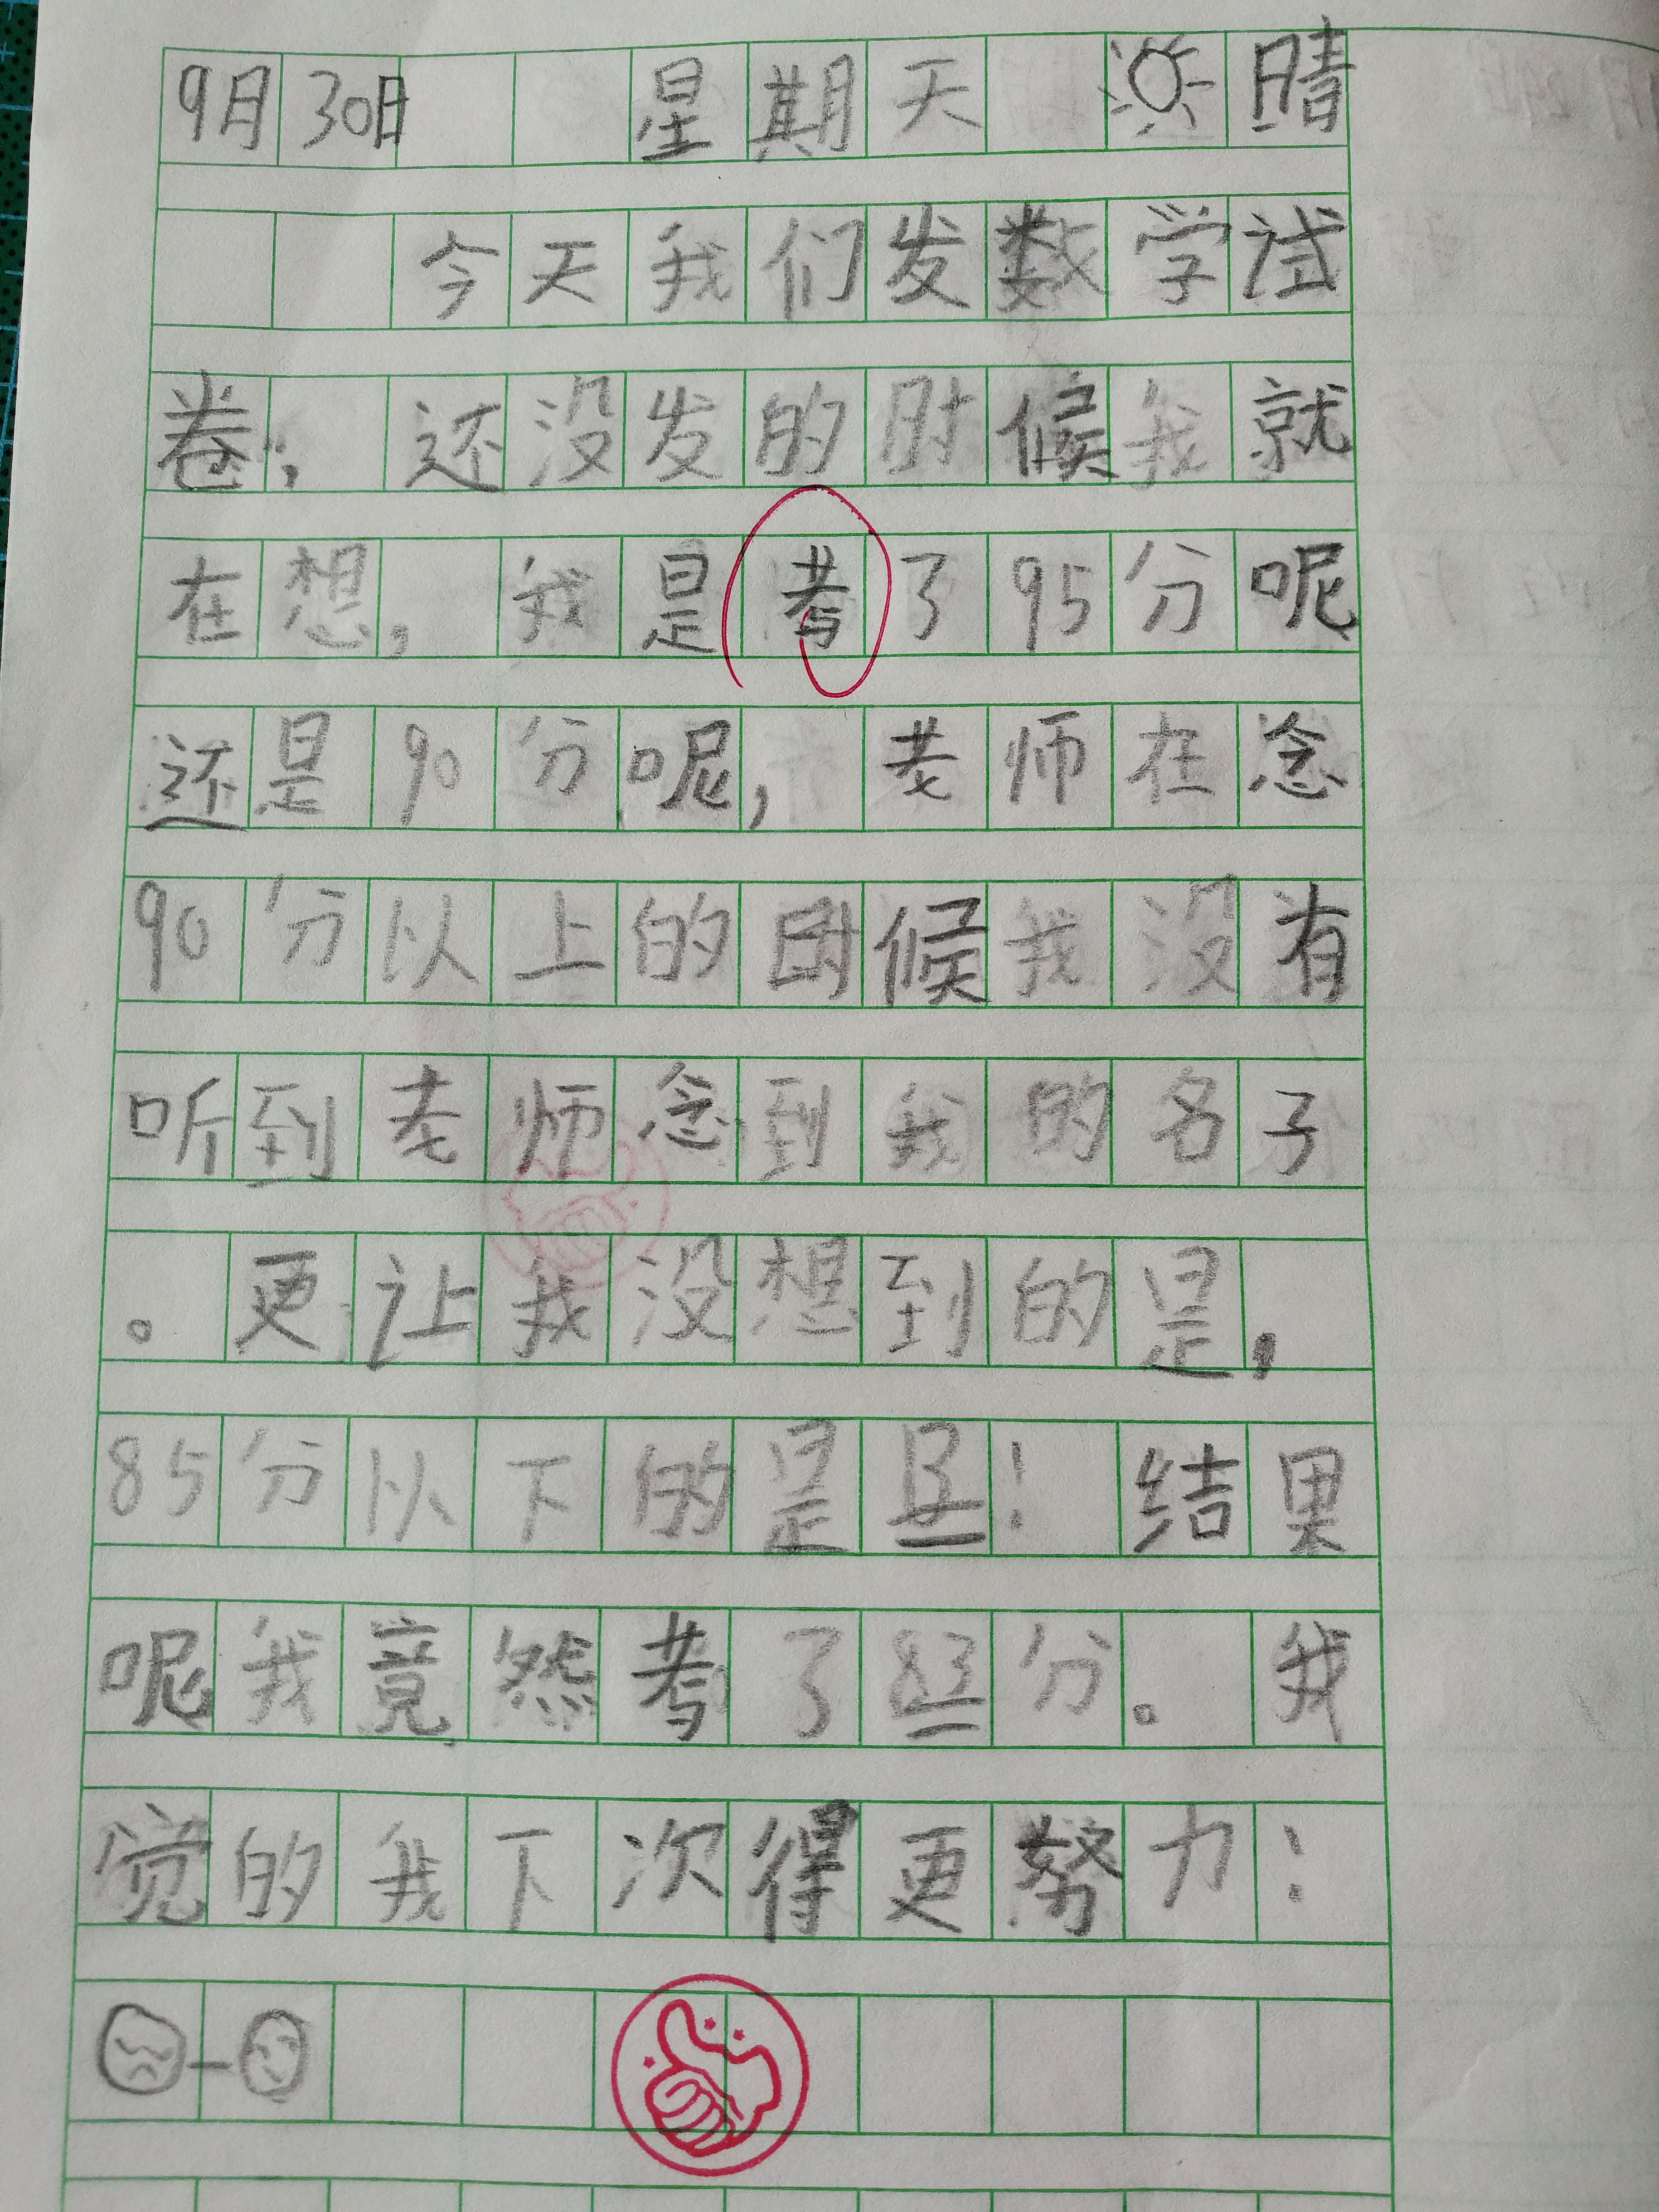 9月30日 星期天 晴
今天我们发数学试
卷，还没发的时候我就
在想，我是考了95分呢
还是90分呢，老师在念
90分以上的时候我没有
听到老师念到我的名子
。更让我没想到的是，
85分以下的是B！结果
呢我竟然考了83分。我
觉的我下次得更努力！